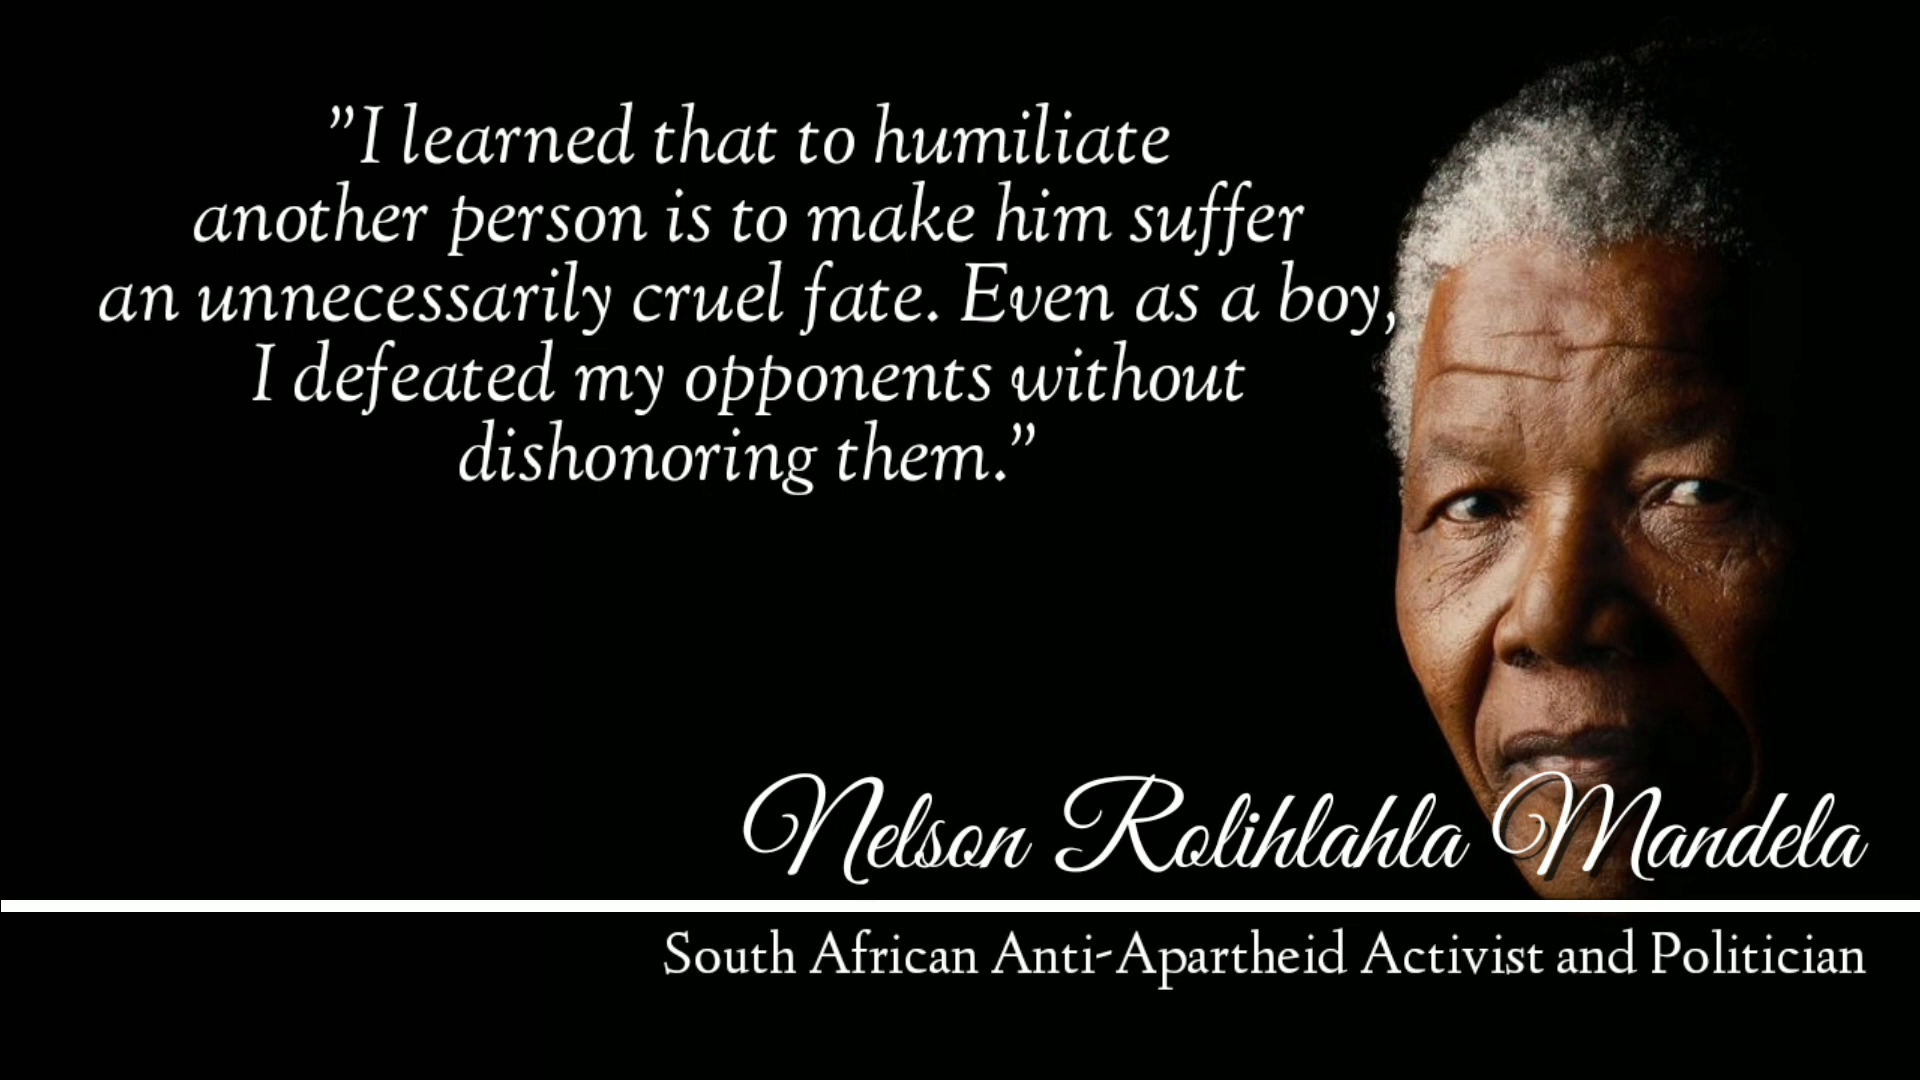 ”I learned that to humiliate
another person is to make him suffer
an unnecessarily cruel fate. Even as a boy,
I defeated my opponents without
dishonoring them.”
Nelson Rolihlahla Mandela
South African Anti-Apartheid Activist and Politician